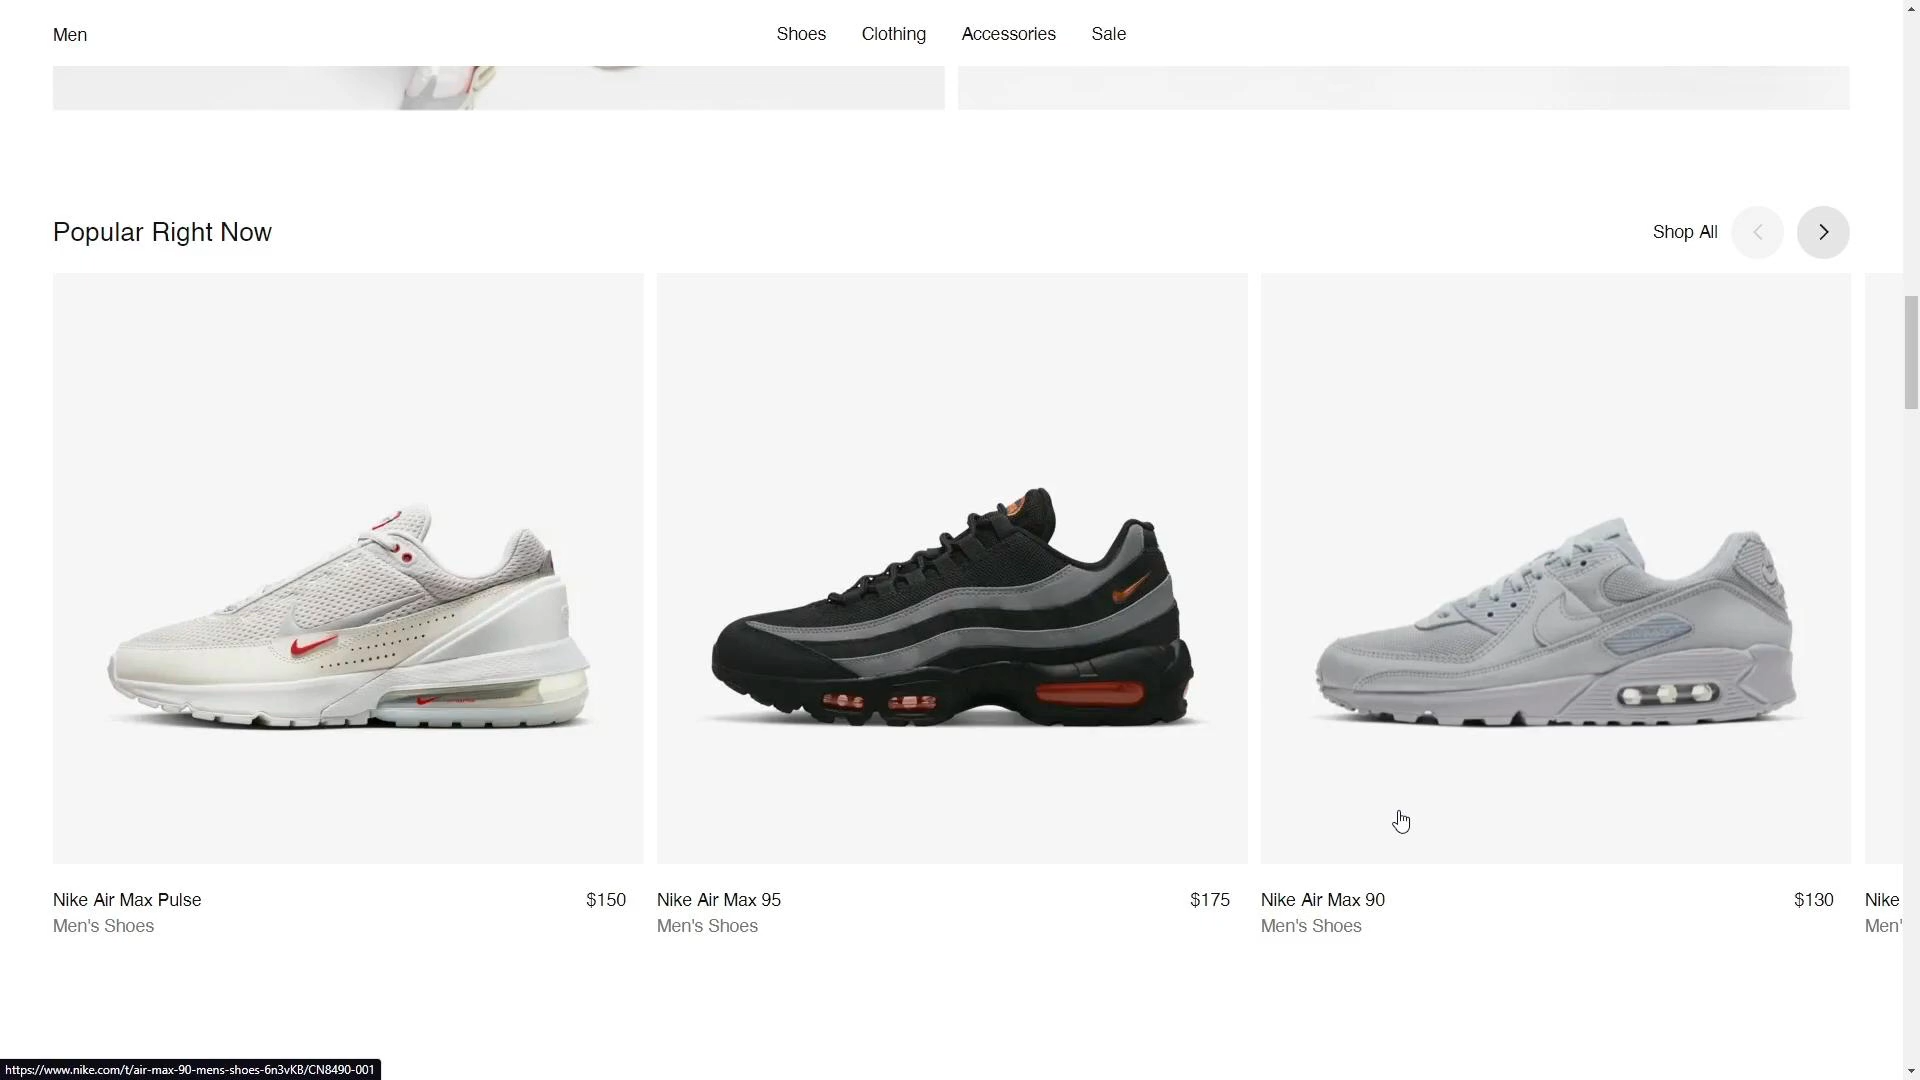 Men
Shoes Clothing Accessories Sale
Popular Right Now
Shop All
Nike Air Max Pulse $150
Men's Shoes
Nike Air Max 95 $175
Men's Shoes
Nike Air Max 90 $130
Men's Shoes
Nike
Men'
https://www.nike.com/t/air-max-90-mens-shoes-6n3vKB/CN8490-001